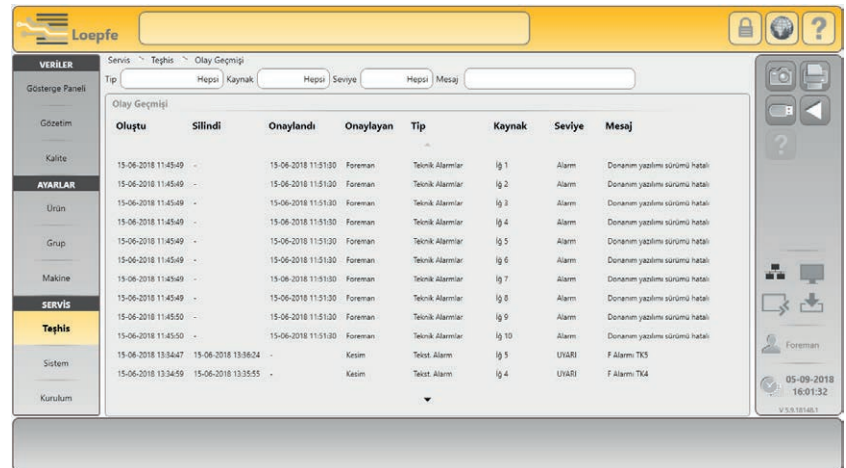 Loepfe
?
VERİLER
Gösterge Paneli
Gözetim
Kalite
AYARLAR
Ürün
Grup
Makine
SERVİS
Teşhis
Sistem
Kurulum
Servis > Teşhis > Olay Geçmişi
Tip Hepsi Kaynak Hepsi Seviye Hepsi Mesaj
Olay Geçmişi
Oluştu Silindi Onaylandı Onaylayan Tip Kaynak Seviye Mesaj
15-06-2018 11:45:49 - 15-06-2018 11:51:30 Foreman Teknik Alarmlar İğ 1 Alarm Donanım yazılımı sürümü hatalı
15-06-2018 11:45:49 - 15-06-2018 11:51:30 Foreman Teknik Alarmlar İğ 2 Alarm Donanım yazılımı sürümü hatalı
15-06-2018 11:45:49 - 15-06-2018 11:51:30 Foreman Teknik Alarmlar İğ 3 Alarm Donanım yazılımı sürümü hatalı
15-06-2018 11:45:49 - 15-06-2018 11:51:30 Foreman Teknik Alarmlar İğ 4 Alarm Donanım yazılımı sürümü hatalı
15-06-2018 11:45:49 - 15-06-2018 11:51:30 Foreman Teknik Alarmlar İğ 5 Alarm Donanım yazılımı sürümü hatalı
15-06-2018 11:45:49 - 15-06-2018 11:51:30 Foreman Teknik Alarmlar İğ 6 Alarm Donanım yazılımı sürümü hatalı
15-06-2018 11:45:49 - 15-06-2018 11:51:30 Foreman Teknik Alarmlar İğ 7 Alarm Donanım yazılımı sürümü hatalı
15-06-2018 11:45:49 - 15-06-2018 11:51:30 Foreman Teknik Alarmlar İğ 8 Alarm Donanım yazılımı sürümü hatalı
15-06-2018 11:45:50 - 15-06-2018 11:51:30 Foreman Teknik Alarmlar İğ 9 Alarm Donanım yazılımı sürümü hatalı
15-06-2018 11:45:50 - 15-06-2018 11:51:30 Foreman Teknik Alarmlar İğ 10 Alarm Donanım yazılımı sürümü hatalı
15-06-2018 13:34:47 15-06-2018 13:36:24 - Kesim Tekst. Alarm İğ 5 UYARI F Alarmı TK5
15-06-2018 13:34:59 15-06-2018 13:35:55 - Kesim Tekst. Alarm İğ 4 UYARI F Alarmı TK4
?
Foreman
05-09-2018
16:01:32
V 5.9.18146.1